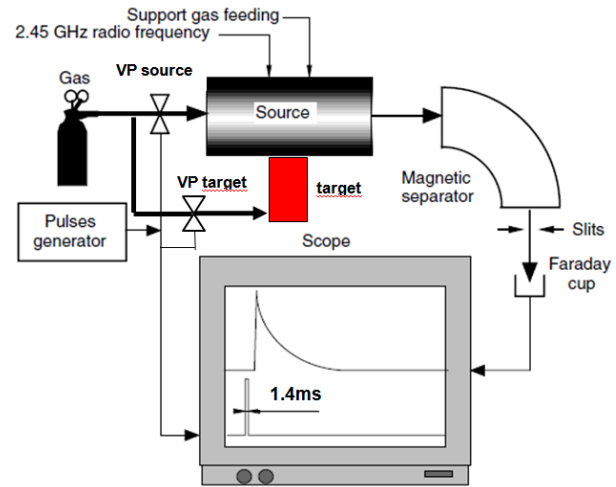 Support gas feeding
2.45 GHz radio frequency
Gas
VP source
Source
VP target
target
Magnetic
separator
Pulses
generator
Scope
Slits
Faraday
cup
1.4ms